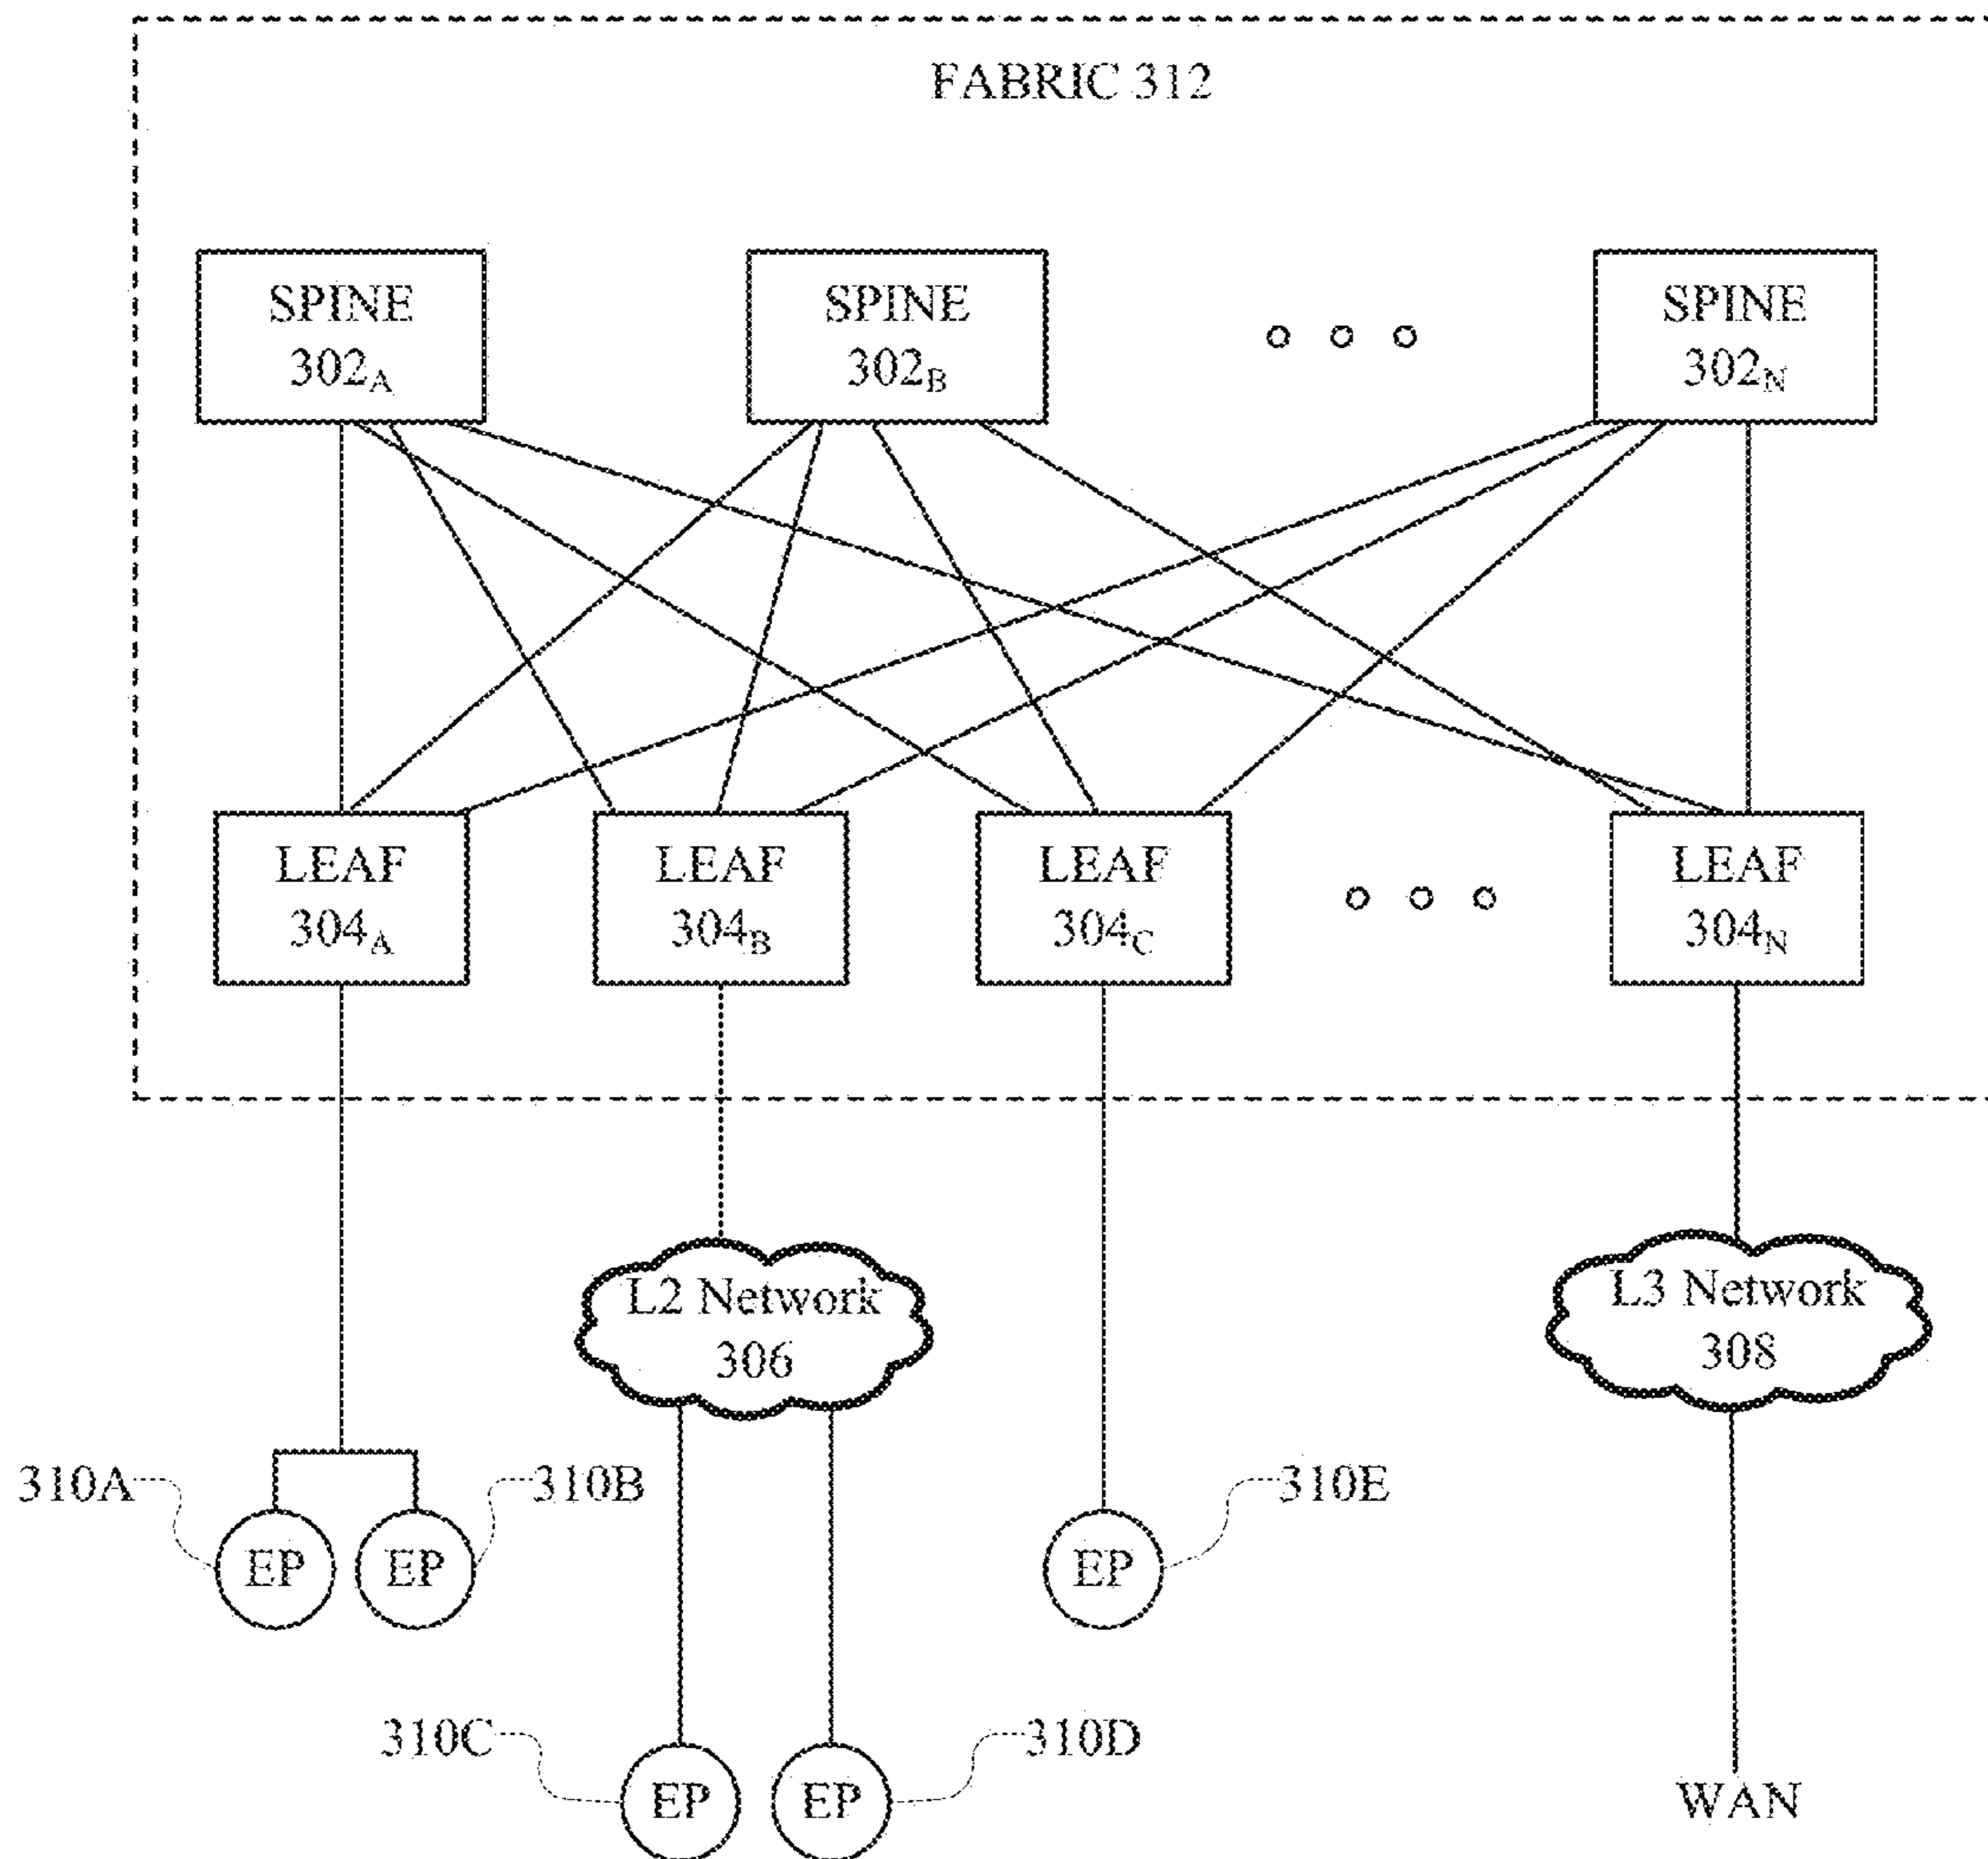 FABRIC 312
SPINE
302A
SPINE
302B
SPINE
302N
LEAF
304A
LEAF
304B
LEAF
304C
LEAF
304N
L2 Network
306
L3 Network
308
310A
310B
310E
EP
EP
EP
310C
310D
EP
EP
WAN